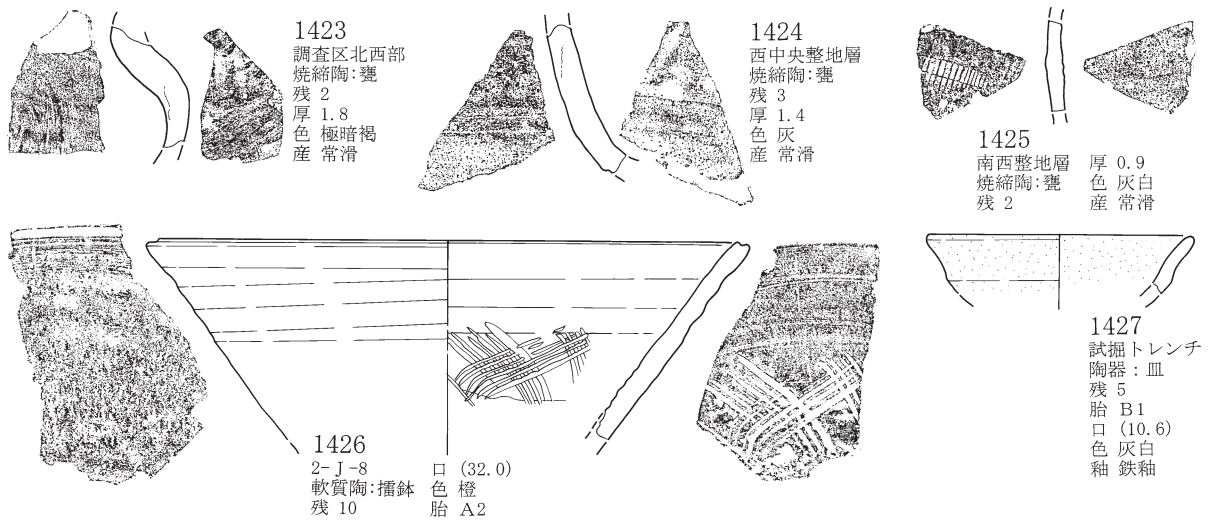 1423
調査区北西部
焼締陶:甕
残 2
厚 1.8
色 極暗褐
産 常滑
1424
西中央整地層
焼締陶:甕
残 3
厚 1.4
色 灰
産 常滑
1425
南西整地層 厚 0.9
焼締陶:甕 色 灰白
残 2 産 常滑
1426
2-J-8 口 (32.0)
軟質陶:擂鉢 色 橙
残 10 胎 A2
1427
試掘トレンチ
陶器:皿
残 5
胎 B1
口 (10.6)
色 灰白
釉 鉄釉